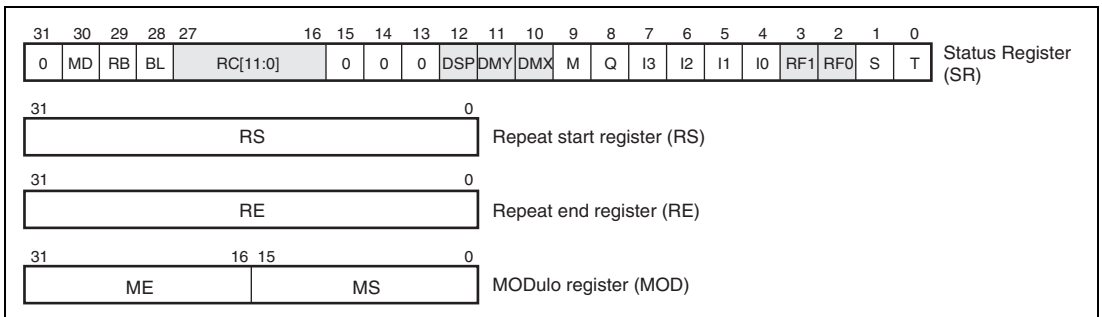 31 30 29 28 27 16 15 14 13 12 11 10 9 8 7 6 5 4 3 2 1 0
0 MD RB BL RC[11:0] 0 0 0 DSP DMY DMX M Q I3 I2 I1 I0 RF1 RF0 S T Status Register
(SR)
31 0
RS Repeat start register (RS)
31 0
RE Repeat end register (RE)
31 16 15 0
ME MS MODulo register (MOD)